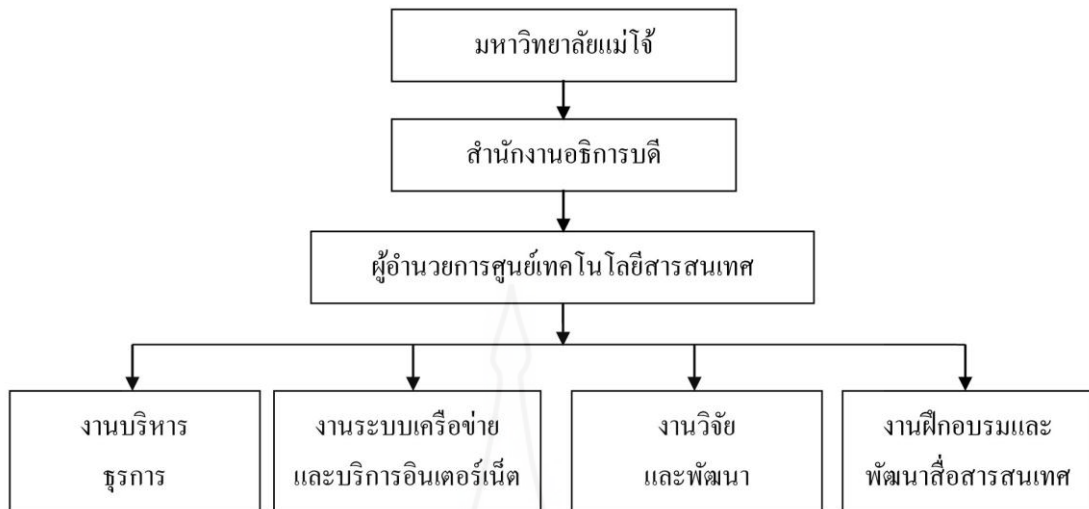 มหาวิทยาลัยแม่โจ้
สำนักงานอธิการบดี
ผู้อำนวยการศูนย์เทคโนโลยีสารสนเทศ
งานบริหาร
ธุรการ
งานระบบเครือข่าย
และบริการอินเตอร์เน็ต
งานวิจัย
และพัฒนา
งานฝึกอบรมและ
พัฒนาสื่อสารสนเทศ